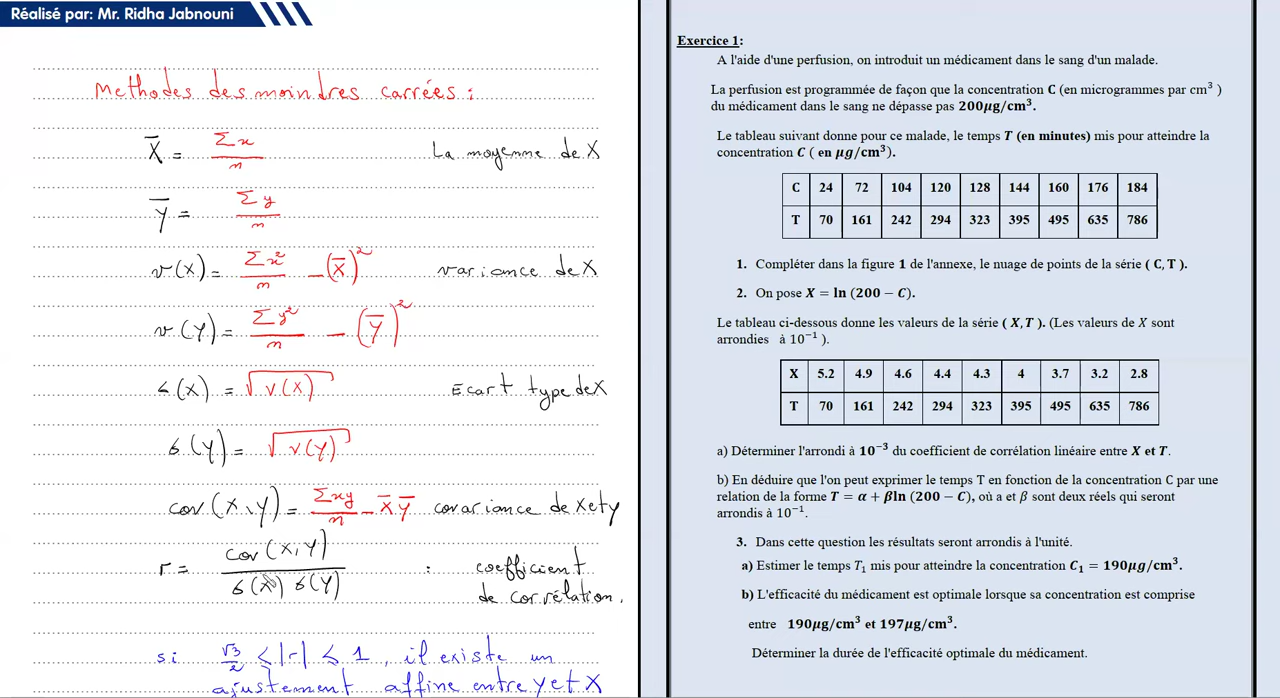 Réalisé par: Mr. Ridha Jabnouni
Methodes des moindres carrées :
X̄ = Σx / n La moyenne de X
Ȳ = Σy / n
v(X) = Σx² / n - (X̄)² variance de X
v(Y) = Σy² / n - (Ȳ)²
σ(X) = √v(X) Ecart type de X
σ(Y) = √v(Y)
cov(X,Y) = Σxy / n - X̄ Ȳ covariance de X et y
r = cov(X,Y) / σ(X) σ(Y) : coefficient
de corrélation.
si √3/2 ≤ |r| ≤ 1, il existe un
ajustement affine entre Y et X
Exercice 1:
A l'aide d'une perfusion, on introduit un médicament dans le sang d'un malade.
La perfusion est programmée de façon que la concentration C (en microgrammes par cm³ )
du médicament dans le sang ne dépasse pas 200μg/cm³.
Le tableau suivant donne pour ce malade, le temps T (en minutes) mis pour atteindre la
concentration C ( en μg/cm³).
C 24 72 104 120 128 144 160 176 184
T 70 161 242 294 323 395 495 635 786
1. Compléter dans la figure 1 de l'annexe, le nuage de points de la série ( C, T ).
2. On pose X = ln (200 − C).
Le tableau ci-dessous donne les valeurs de la série ( X, T ). (Les valeurs de X sont
arrondies à 10⁻¹ ).
X 5.2 4.9 4.6 4.4 4.3 4 3.7 3.2 2.8
T 70 161 242 294 323 395 495 635 786
a) Déterminer l'arrondi à 10⁻³ du coefficient de corrélation linéaire entre X et T.
b) En déduire que l'on peut exprimer le temps T en fonction de la concentration C par une
relation de la forme T = α + βln (200 − C), où a et β sont deux réels qui seront
arrondis à 10⁻¹.
3. Dans cette question les résultats seront arrondis à l'unité.
a) Estimer le temps T₁ mis pour atteindre la concentration C₁ = 190μg/cm³.
b) L'efficacité du médicament est optimale lorsque sa concentration est comprise
entre 190μg/cm³ et 197μg/cm³.
Déterminer la durée de l'efficacité optimale du médicament.